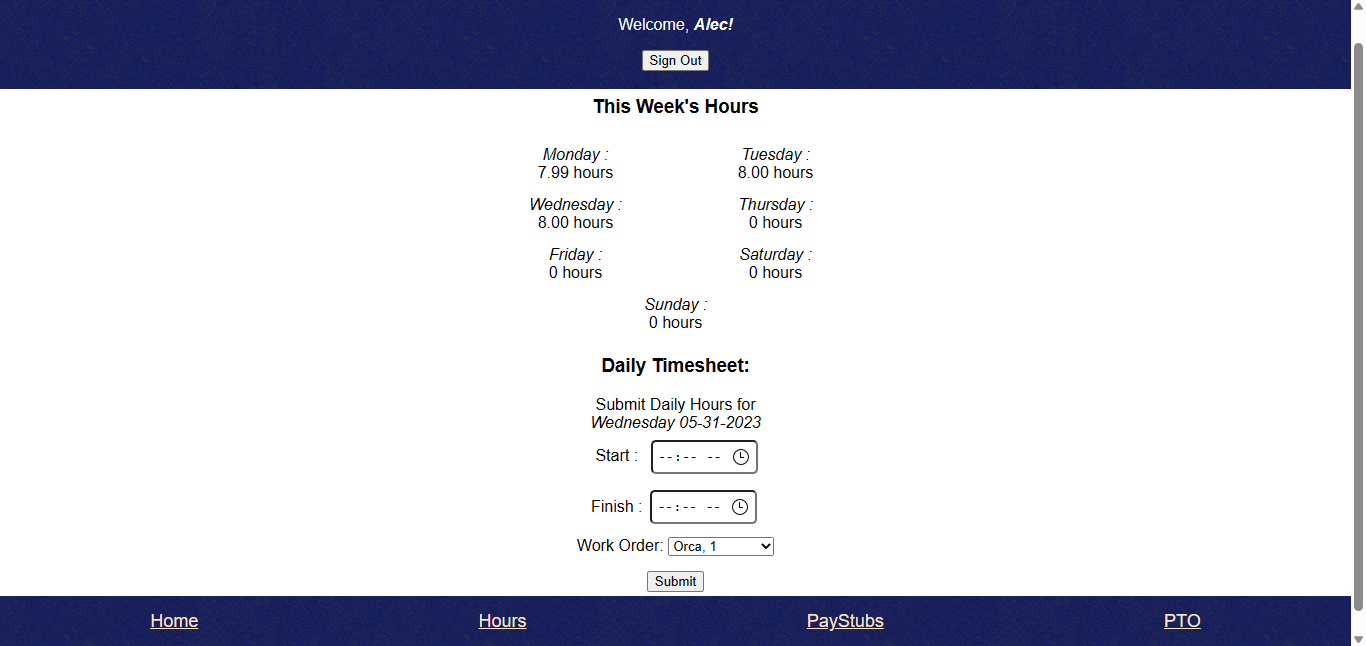 Welcome, Alec!
Sign Out
This Week's Hours
Monday :
7.99 hours
Tuesday :
8.00 hours
Wednesday :
8.00 hours
Thursday :
0 hours
Friday :
0 hours
Saturday :
0 hours
Sunday :
0 hours
Daily Timesheet:
Submit Daily Hours for
Wednesday 05-31-2023
Start : --:-- --
Finish : --:-- --
Work Order: Orca, 1
Submit
Home Hours PayStubs PTO